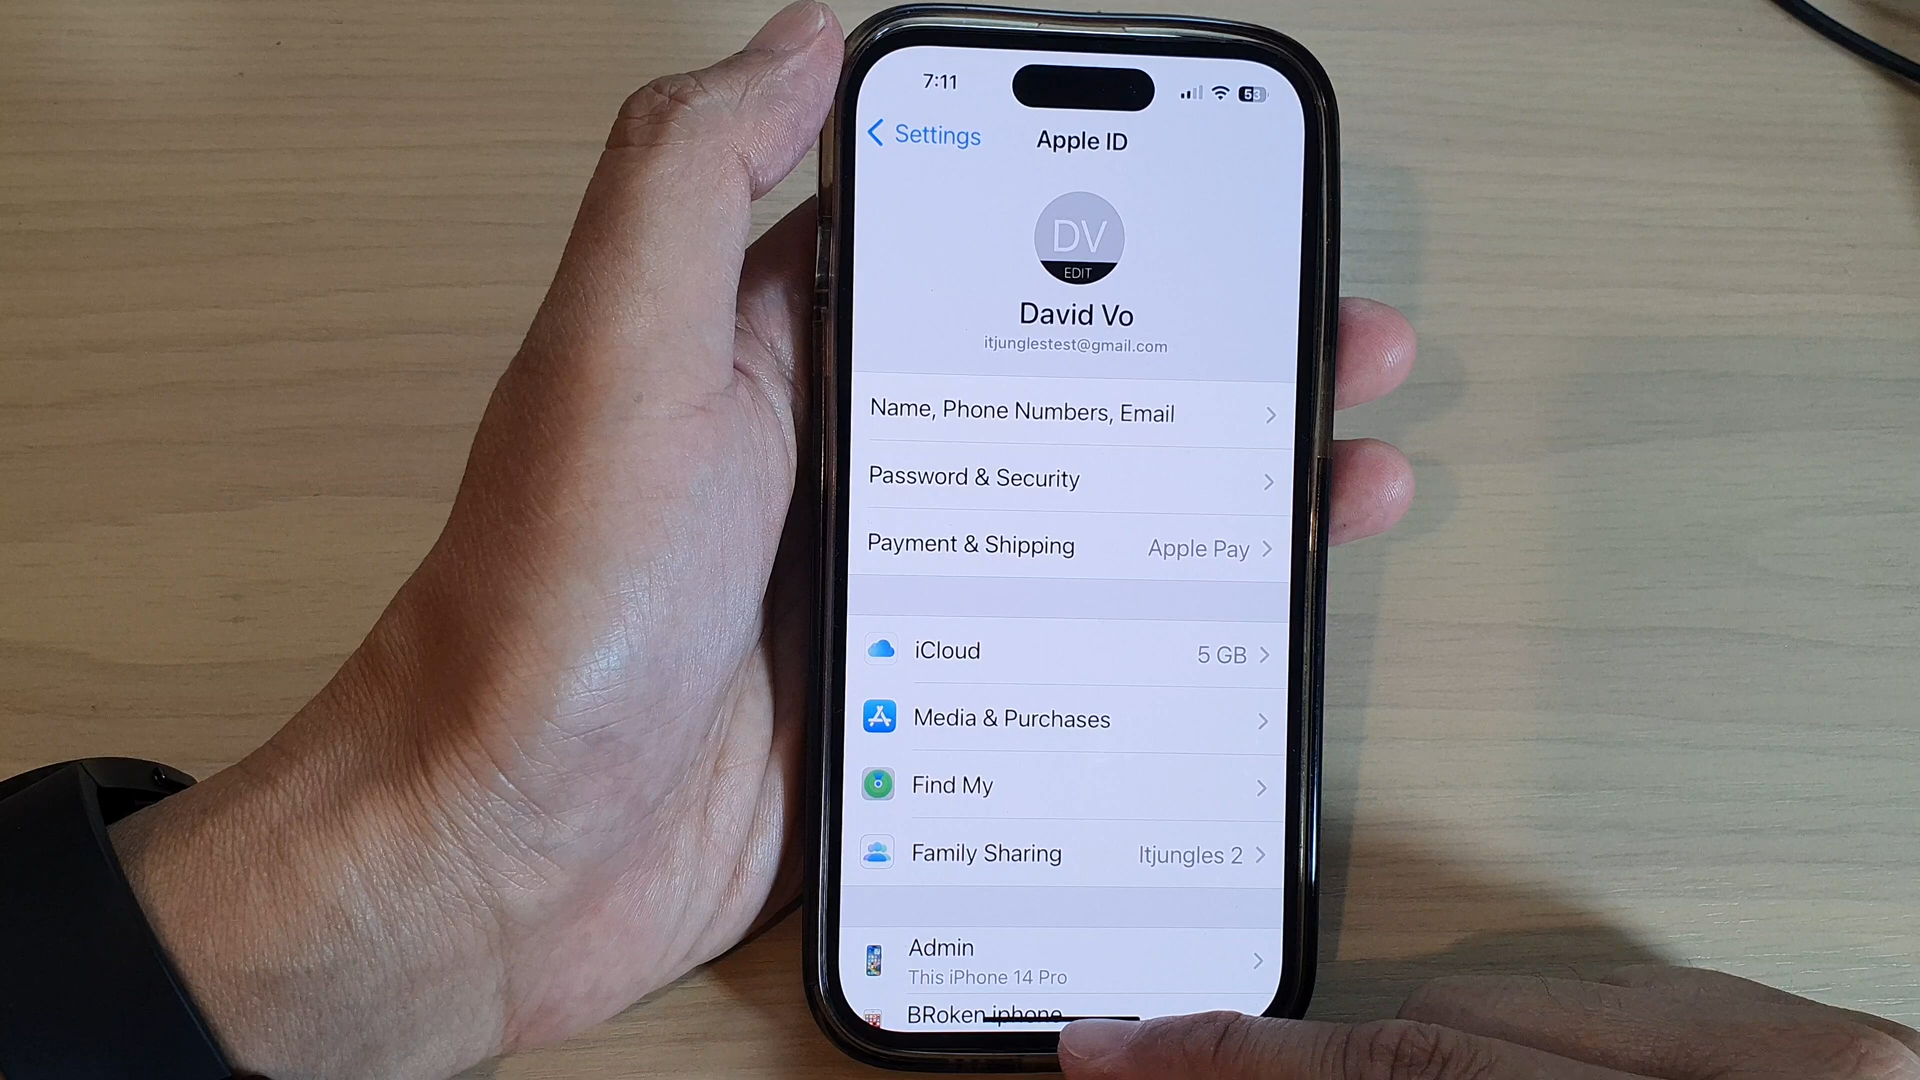 7:11
53
Settings
Apple ID
DV
EDIT
David Vo
itjunglestest@gmail.com
Name, Phone Numbers, Email
Password & Security
Payment & Shipping Apple Pay
iCloud 5 GB
Media & Purchases
Find My
Family Sharing Itjungles 2
Admin
This iPhone 14 Pro
BRoken iphone